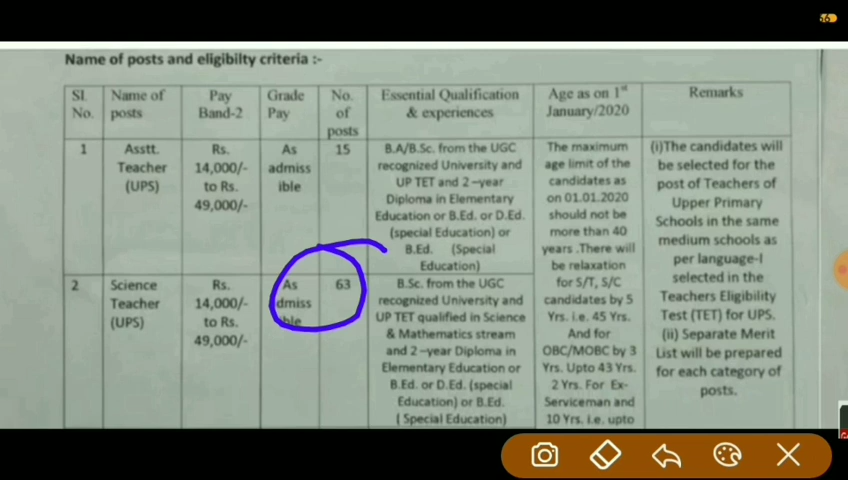 56
Name of posts and eligibilty criteria :-
Sl. No.
Name of posts
Pay Band-2
Grade Pay
No. of posts
Essential Qualification & experiences
Age as on 1st January/2020
Remarks
1
Asstt. Teacher (UPS)
Rs. 14,000/- to Rs. 49,000/-
As admiss ible
15
B.A/B.Sc. from the UGC
recognized University and
UP TET and 2-year
Diploma in Elementary
Education or B.Ed. or D.Ed.
(special Education) or
B.Ed. (Special
Education)
The maximum
age limit of the
candidates as
on 01.01.2020
should not be
more than 40
years .There will
be relaxation
for S/T, S/C
candidates by 5
Yrs. i.e. 45 Yrs.
And for
OBC/MOBC by 3
Yrs. Upto 43 Yrs.
2 Yrs. For Ex-
Serviceman and
10 Yrs. I.e. upto
(i)The candidates will
be selected for the
post of Teachers of
Upper Primary
Schools in the same
medium schools as
per language-I
selected in the
Teachers Eligibility
Test (TET) for UPS.
(ii) Separate Merit
List will be prepared
for each category of
posts.
2
Science Teacher (UPS)
Rs. 14,000/- to Rs. 49,000/-
As dmiss ble
63
B.Sc. from the UGC
recognized University and
UP TET qualified in Science
& Mathematics stream
and 2-year Diploma in
Elementary Education or
B.Ed. or D.Ed. (special
Education) or B.Ed.
( Special Education)